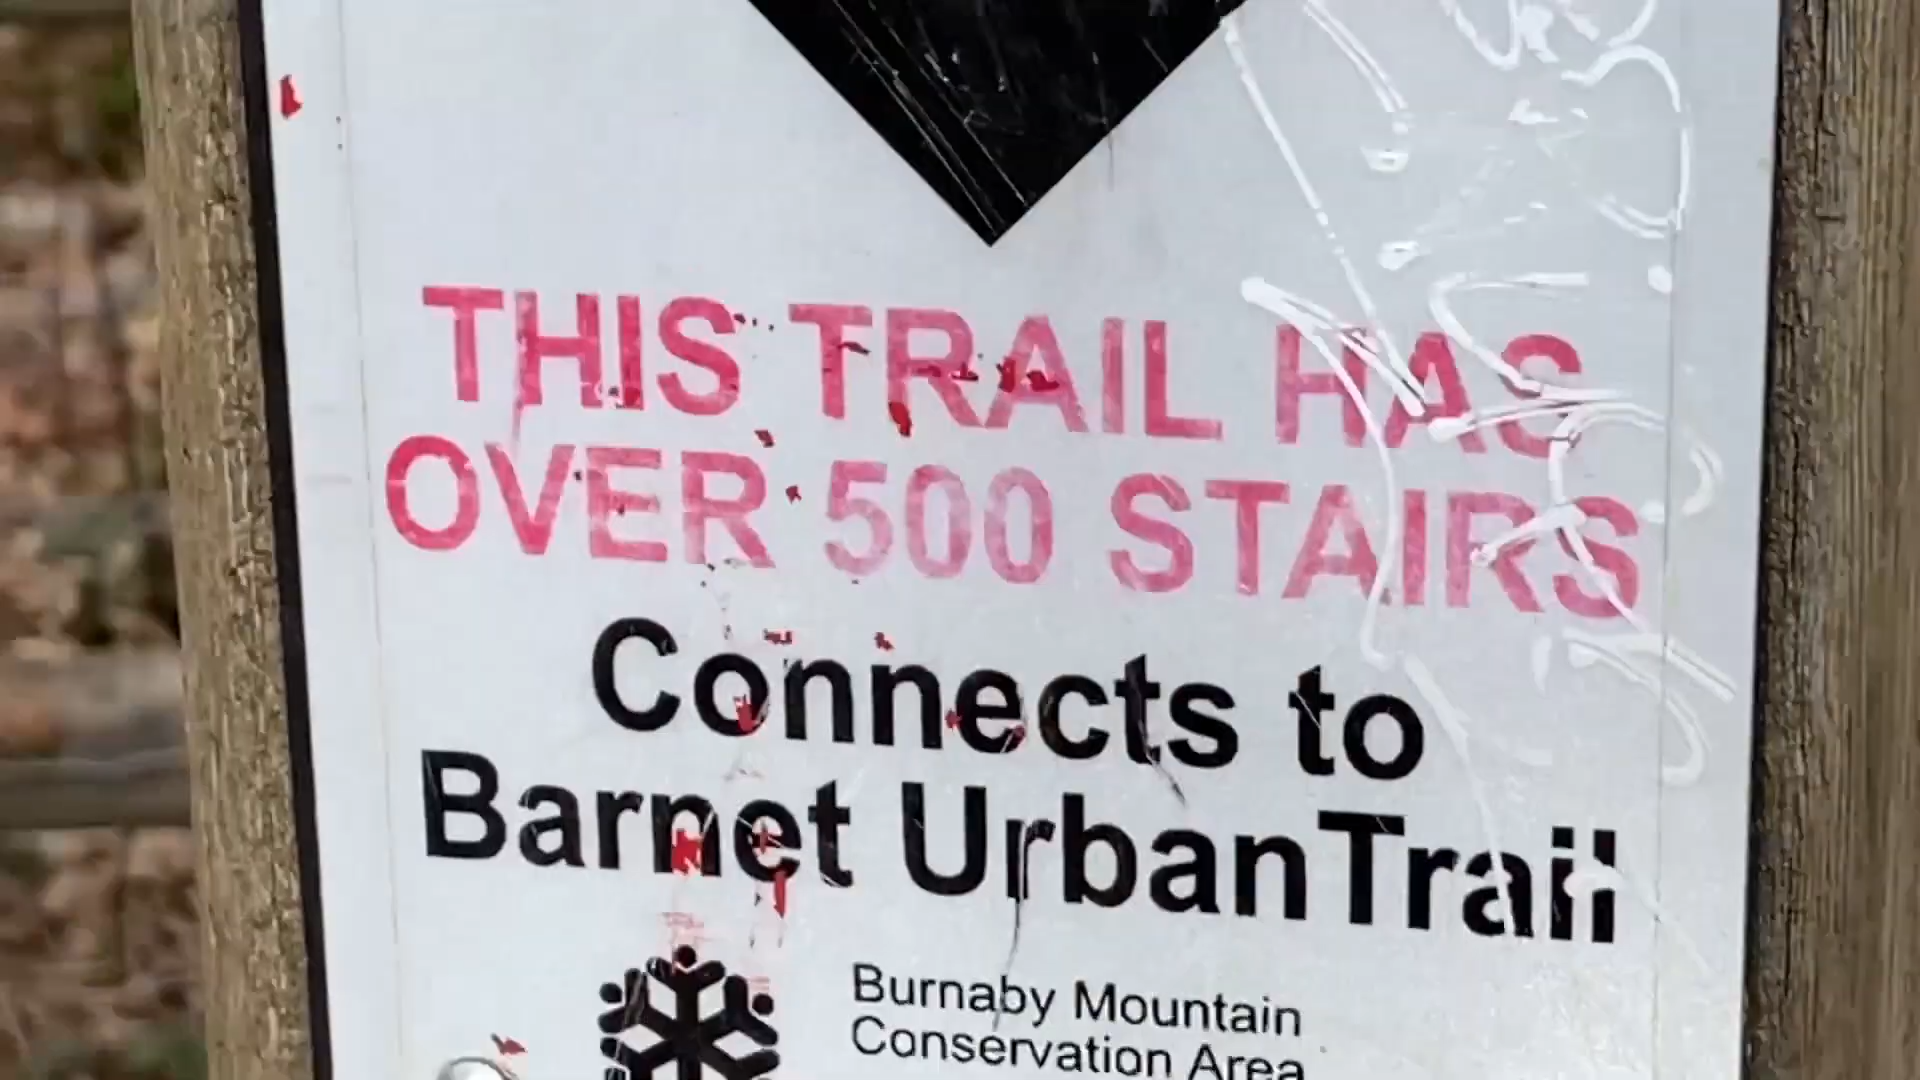 THIS TRAIL HAS
OVER 500 STAIRS
Connects to
Barnet UrbanTrail
Burnaby Mountain
Conservation Area